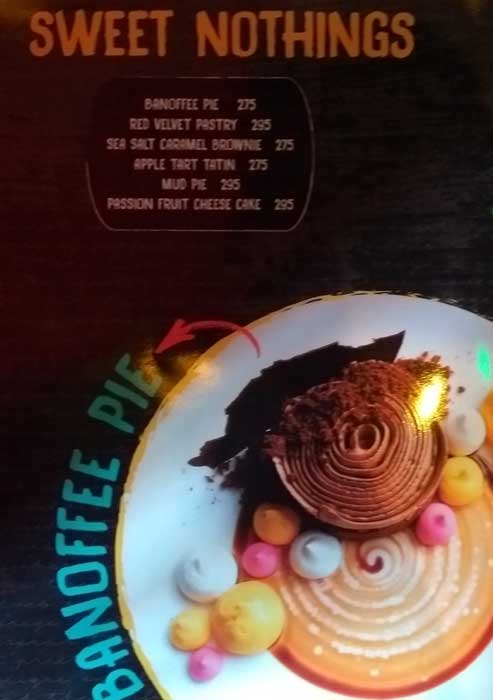 SWEET NOTHINGS
BANOFFEE PIE 275
RED VELVET PASTRY 295
SEA SALT CARAMEL BROWNIE 275
APPLE TART TATIN 275
MUD PIE 295
PASSION FRUIT CHEESE CAKE 295
BANOFFEE PIE